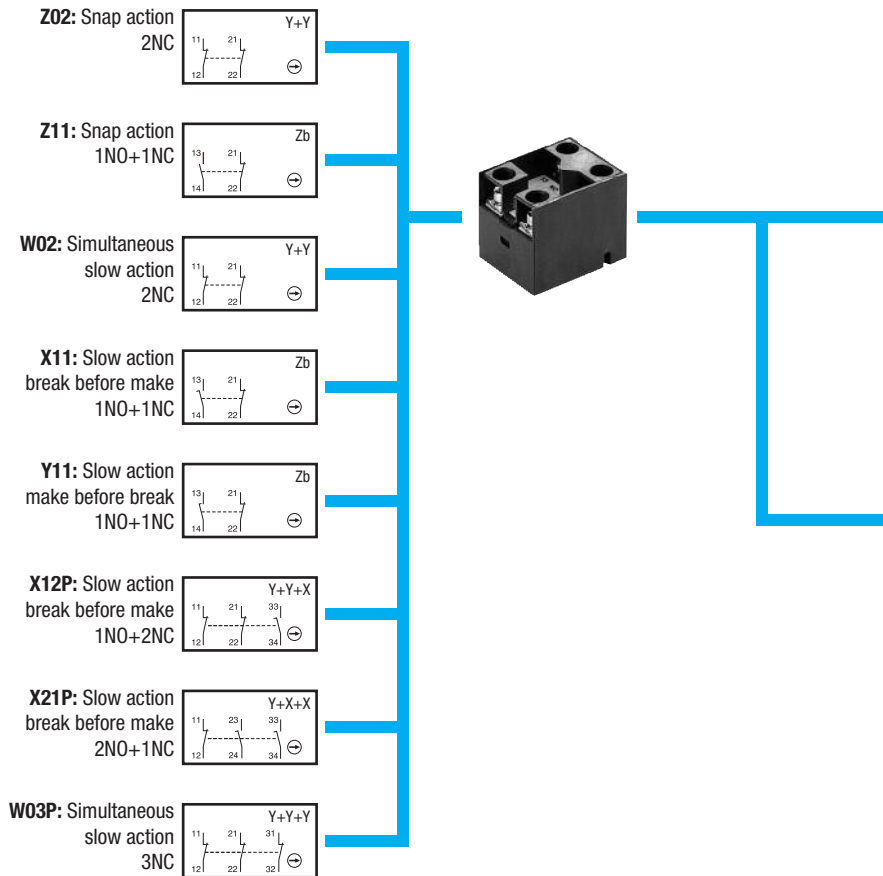 Z02: Snap action
2NC
Y+Y
11 21
12 22
Z11: Snap action
1NO+1NC
Zb
13 21
14 22
W02: Simultaneous
slow action
2NC
Y+Y
11 21
12 22
X11: Slow action
break before make
1NO+1NC
Zb
13 21
14 22
Y11: Slow action
make before break
1NO+1NC
Zb
13 21
14 22
X12P: Slow action
break before make
1NO+2NC
Y+Y+X
11 21 33
12 22 34
X21P: Slow action
break before make
2NO+1NC
Y+X+X
11 23 33
12 24 34
W03P: Simultaneous
slow action
3NC
Y+Y+Y
11 21 31
12 22 32